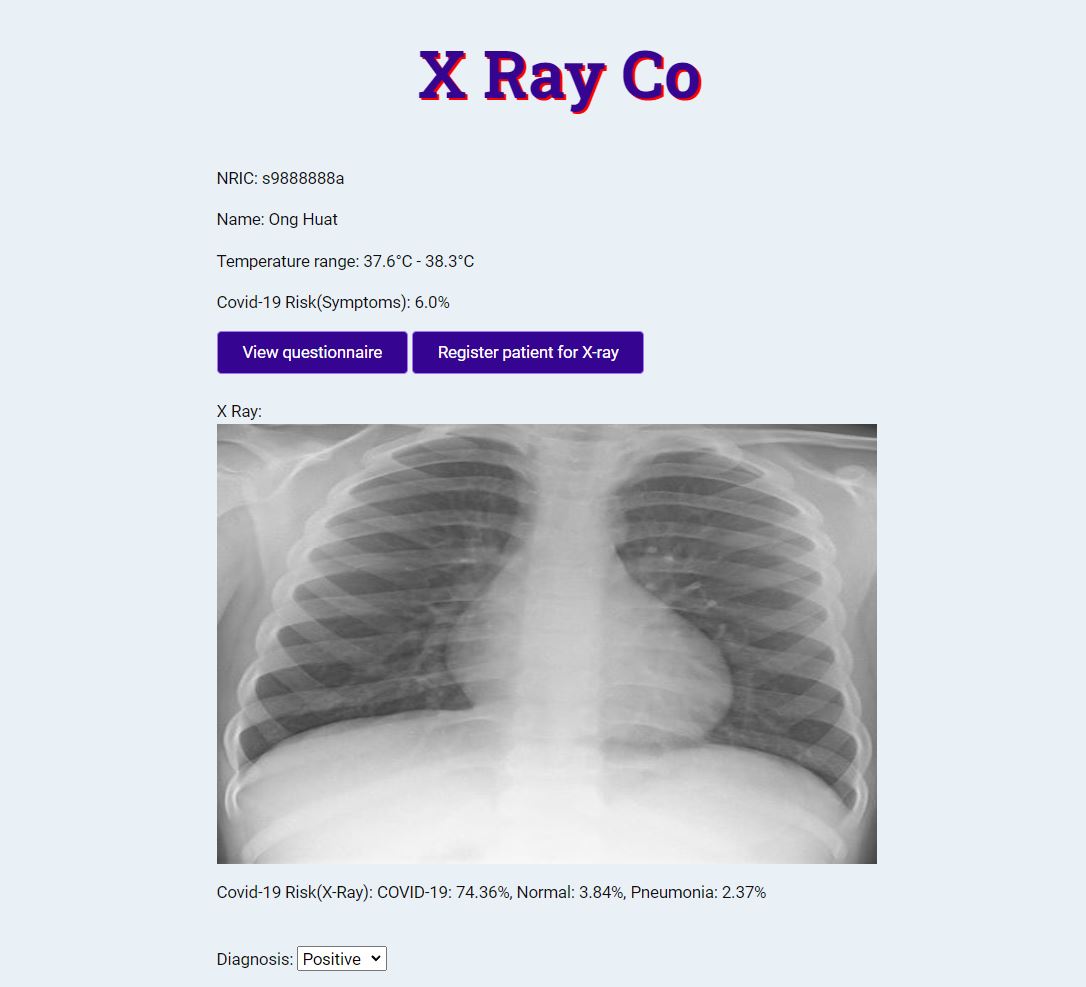 X Ray Co
NRIC: s9888888a
Name: Ong Huat
Temperature range: 37.6°C - 38.3°C
Covid-19 Risk(Symptoms): 6.0%
View questionnaire Register patient for X-ray
X Ray:
Covid-19 Risk(X-Ray): COVID-19: 74.36%, Normal: 3.84%, Pneumonia: 2.37%
Diagnosis: Positive